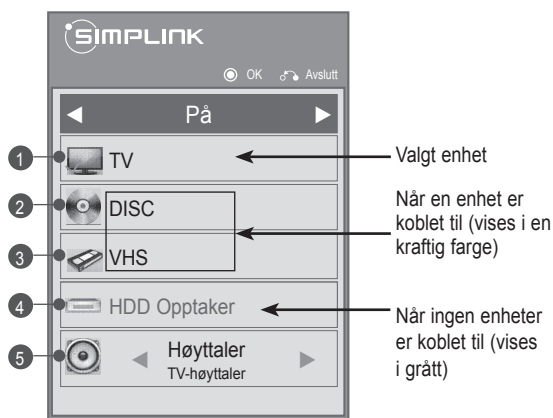 SIMPLINK
OK Avslutt
På
1 TV
2 DISC
3 VHS
4 HDD Opptaker
5 Høyttaler
TV-høyttaler
Valgt enhet
Når en enhet er
koblet til (vises i en
kraftig farge)
Når ingen enheter
er koblet til (vises
i grått)